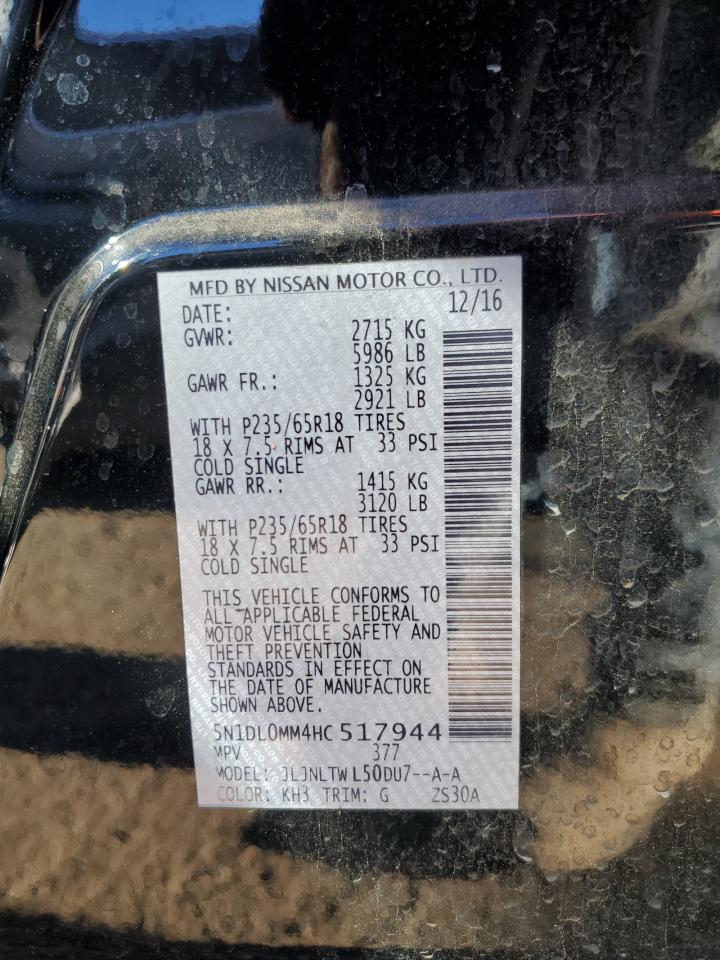 MFD BY NISSAN MOTOR CO., LTD.
DATE: 12/16
GVWR: 2715 KG
5986 LB
GAWR FR.: 1325 KG
2921 LB
WITH P235/65R18 TIRES
18 X 7.5 RIMS AT 33 PSI
COLD SINGLE
GAWR RR.: 1415 KG
3120 LB
WITH P235/65R18 TIRES
18 X 7.5 RIMS AT 33 PSI
COLD SINGLE
THIS VEHICLE CONFORMS TO
ALL APPLICABLE FEDERAL
MOTOR VEHICLE SAFETY AND
THEFT PREVENTION
STANDARDS IN EFFECT ON
THE DATE OF MANUFACTURE
SHOWN ABOVE.
5N1DL0MM4HC 517944
MPV 377
MODEL: JLJNLTW L50DU7--A-A
COLOR: KH3 TRIM: G ZS30A